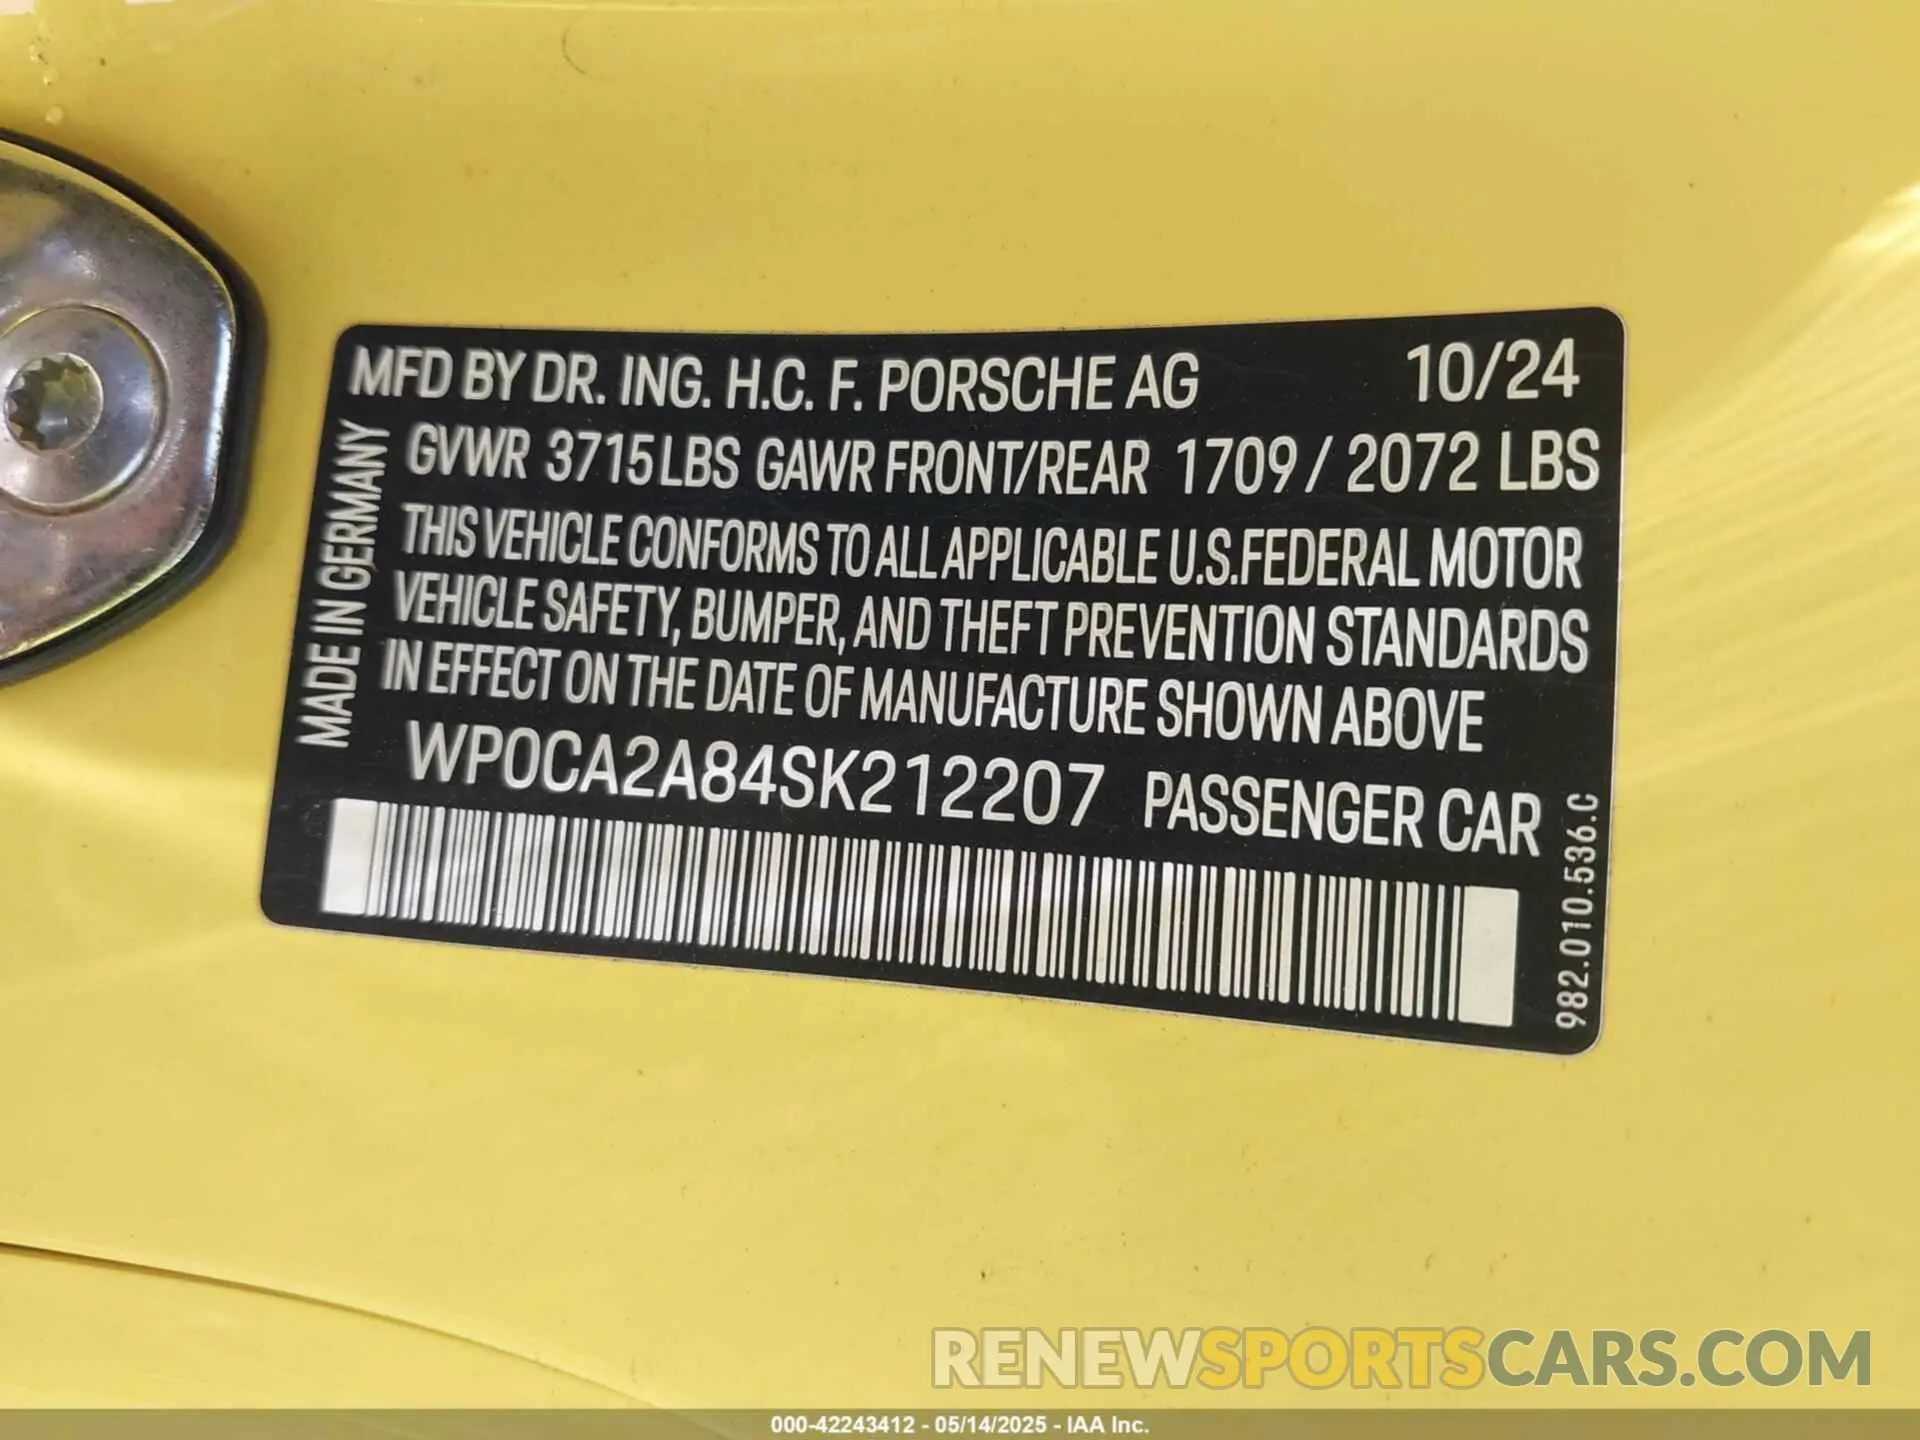 MFD BY DR. ING. H.C. F. PORSCHE AG 10/24
GVWR 3715 LBS GAWR FRONT/REAR 1709 / 2072 LBS
THIS VEHICLE CONFORMS TO ALL APPLICABLE U.S.FEDERAL MOTOR
VEHICLE SAFETY, BUMPER, AND THEFT PREVENTION STANDARDS
IN EFFECT ON THE DATE OF MANUFACTURE SHOWN ABOVE
WP0CA2A84SK212207 PASSENGER CAR
MADE IN GERMANY
982.010.536.C
RENEWSPORTSCARS.COM
000-42243412 - 05/14/2025 - IAA Inc.